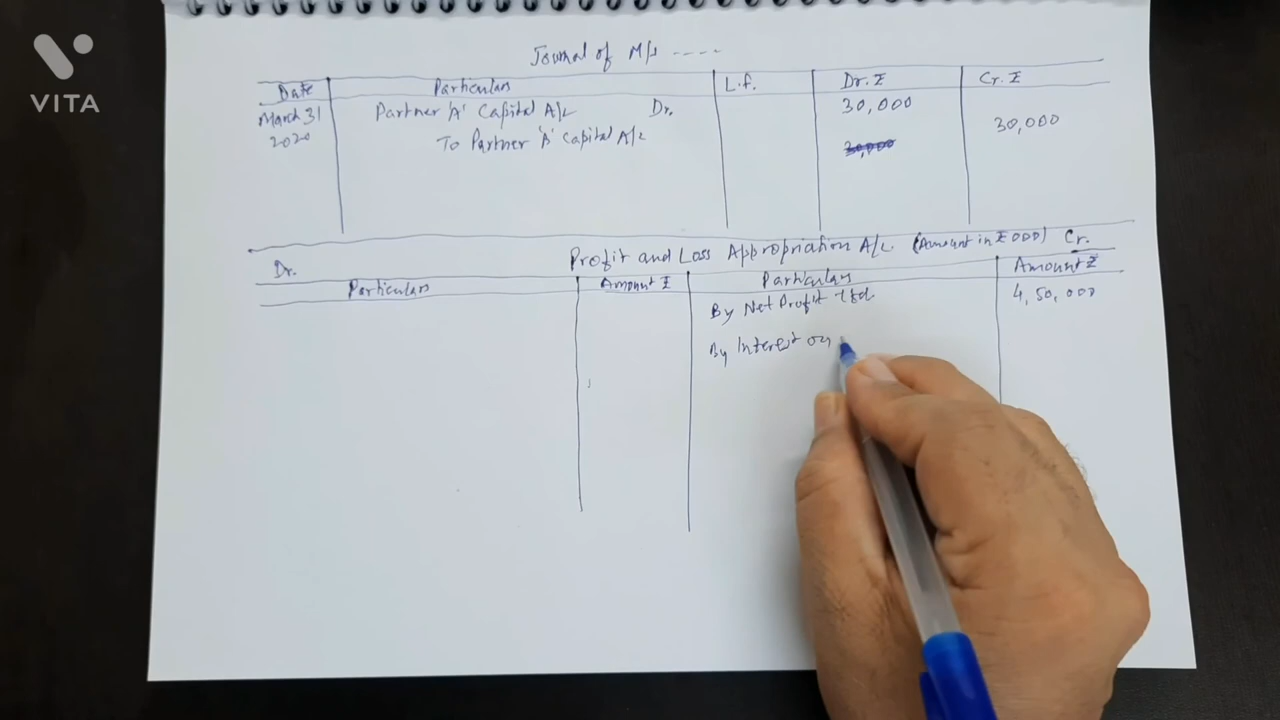 VITA
Journal of M/s ----
Date Particulars L.f. Dr. ₹ Cr. ₹
March 31 Partner 'A' Capital A/c Dr. 30,000
2020 To Partner 'B' Capital A/c 30,000
30,000
Profit and Loss Appropriation A/c (Amount in ₹ 000)
Dr. Cr.
Particulars Amount ₹ Particulars Amount ₹
By Net Profit 4,50,000
By Interest on